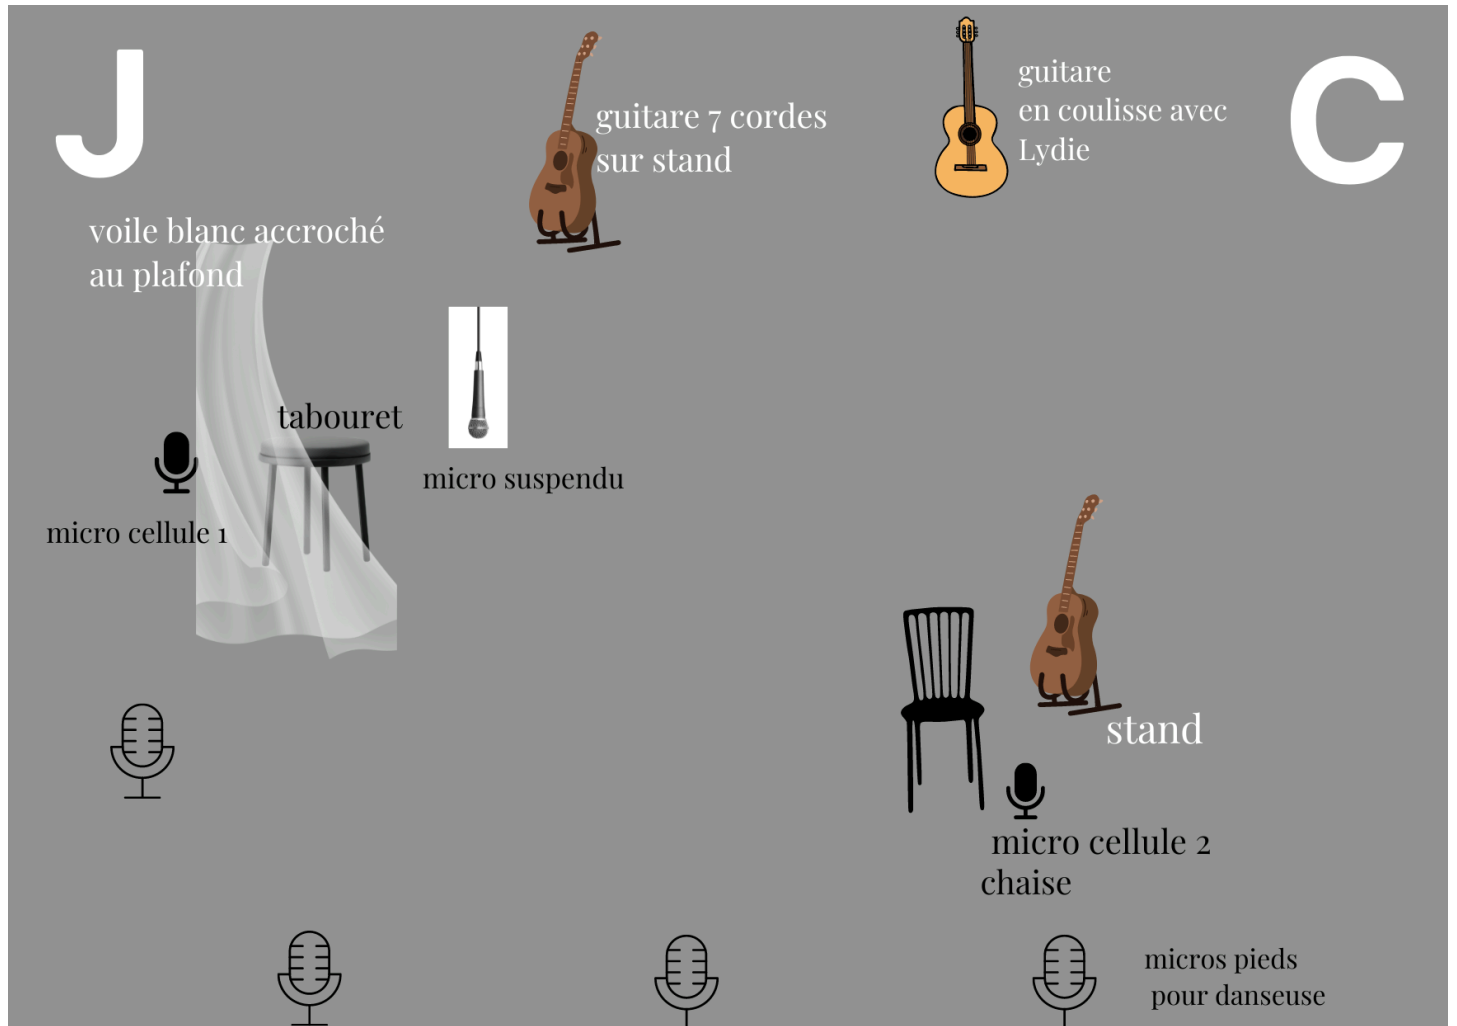 J
C
guitare 7 cordes
sur stand
guitare
en coulisse avec
Lydie
voile blanc accroché
au plafond
tabouret
micro suspendu
micro cellule 1
stand
micro cellule 2
chaise
micros pieds
pour danseuse